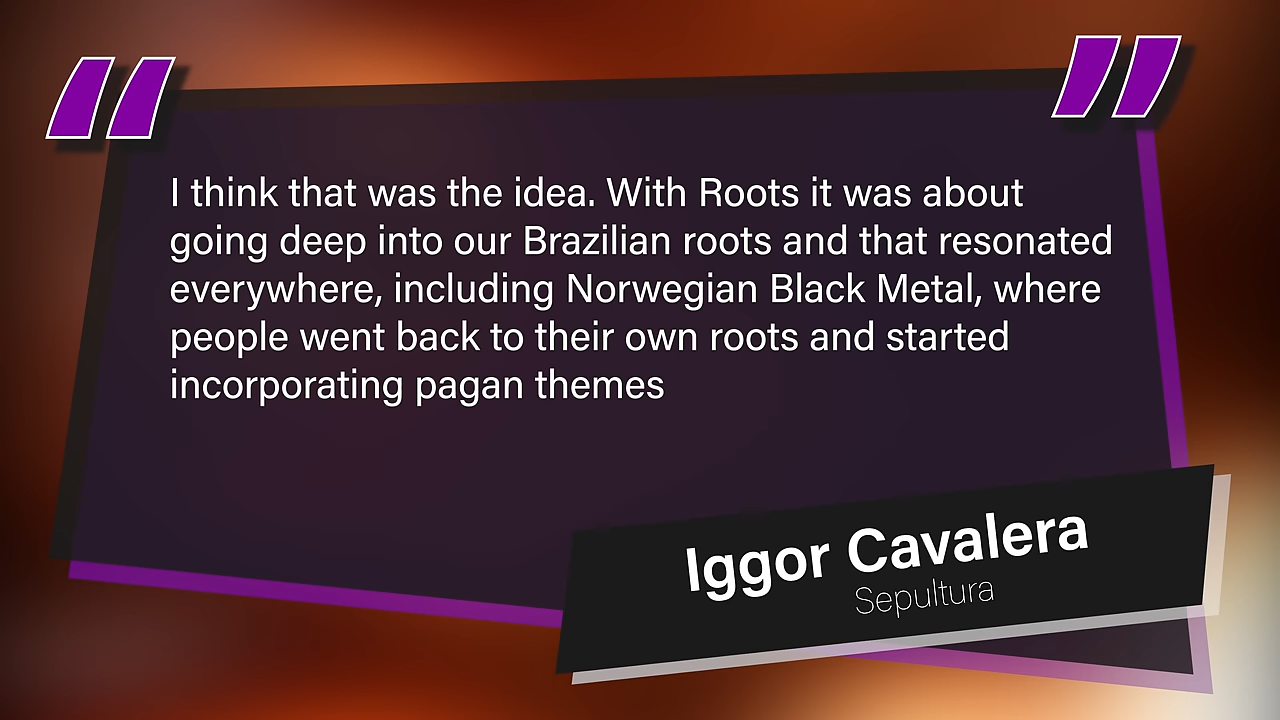 I think that was the idea. With Roots it was about
going deep into our Brazilian roots and that resonated
everywhere, including Norwegian Black Metal, where
people went back to their own roots and started
incorporating pagan themes
Iggor Cavalera
Sepultura